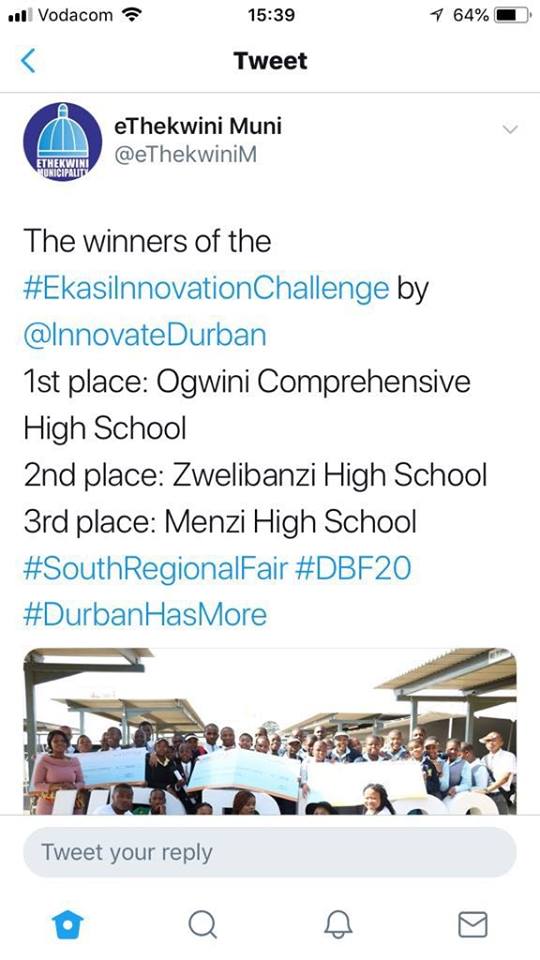 Vodacom 15:39 64%
Tweet
eThekwini Muni
@eThekwiniM
ETHEKWINI
MUNICIPALITY
The winners of the
#EkasiInnovationChallenge by
@InnovateDurban
1st place: Ogwini Comprehensive
High School
2nd place: Zwelibanzi High School
3rd place: Menzi High School
#SouthRegionalFair #DBF20
#DurbanHasMore
Tweet your reply